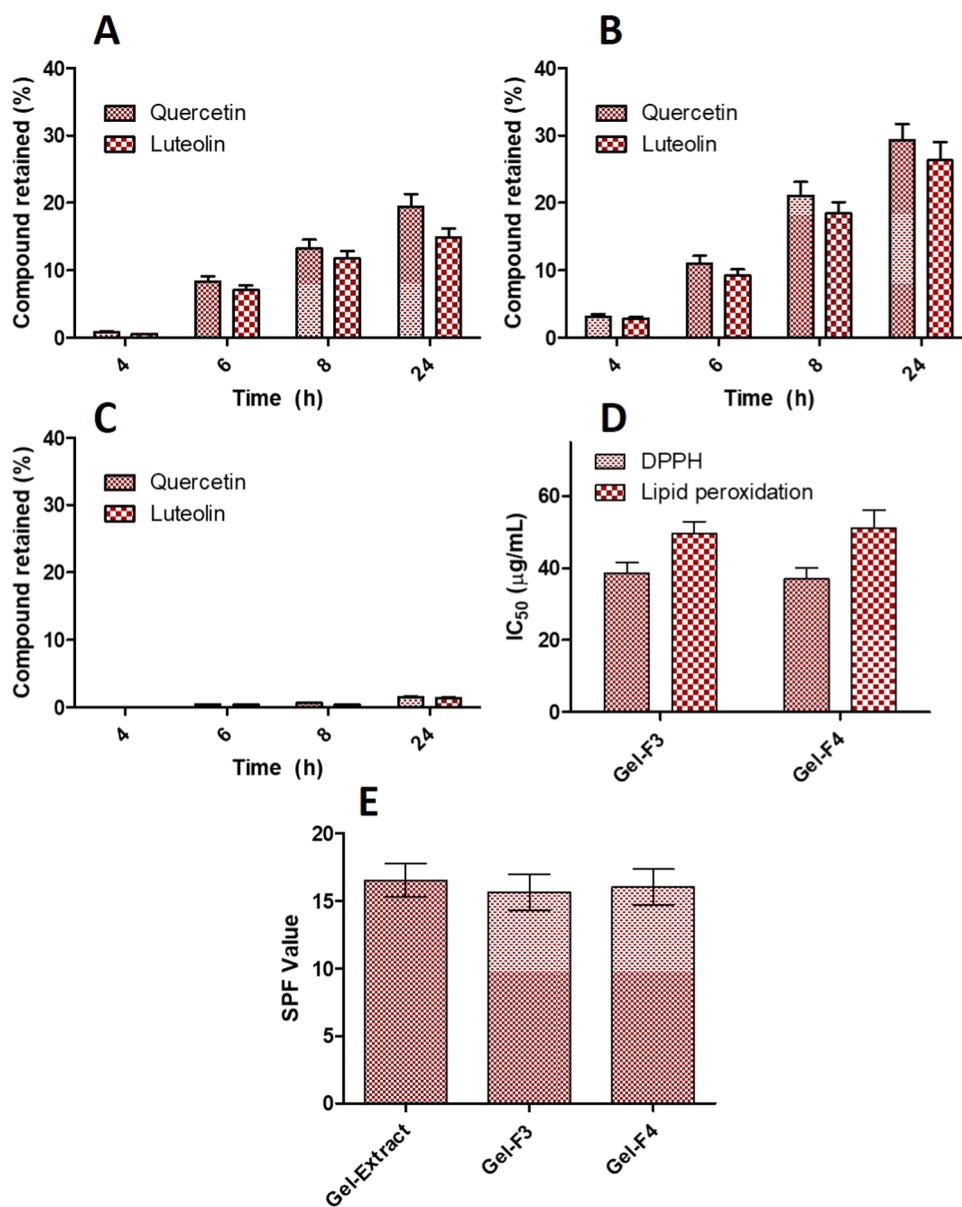 A
Compound retained (%)
40
30
20
10
0
Quercetin
Luteolin
4
6
8
24
Time (h)
B
Compound retained (%)
40
30
20
10
0
Quercetin
Luteolin
4
6
8
24
Time (h)
C
Compound retained (%)
40
30
20
10
0
Quercetin
Luteolin
4
6
8
24
Time (h)
D
IC50 (µg/mL)
60
40
20
0
DPPH
Lipid peroxidation
Gel-F3
Gel-F4
E
SPF Value
20
15
10
5
0
Gel-Extract
Gel-F3
Gel-F4